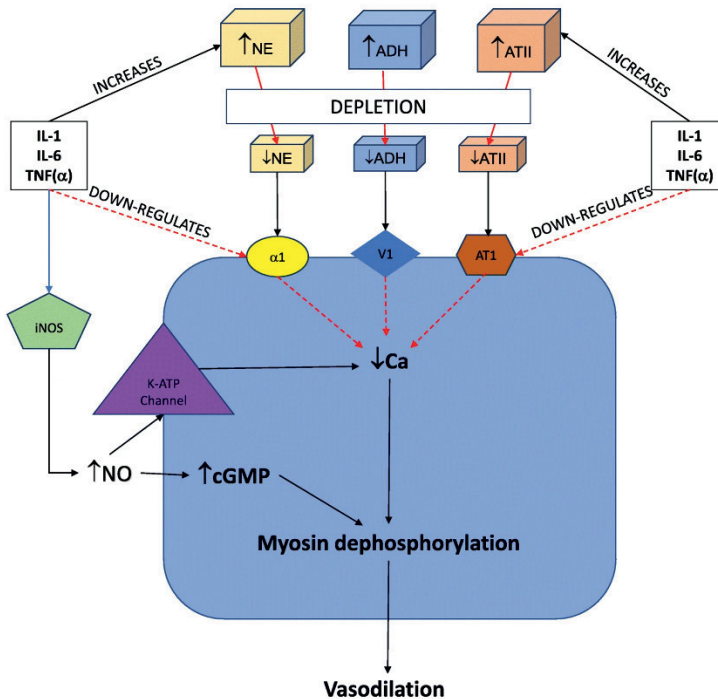 ↑NE
↑ADH
↑ATII
INCREASES
INCREASES
DEPLETION
IL-1
IL-6
TNF(α)
IL-1
IL-6
TNF(α)
↓NE
↓ADH
↓ATII
DOWN-REGULATES
DOWN-REGULATES
α1
V1
AT1
iNOS
K-ATP
Channel
↓Ca
↑NO
↑cGMP
Myosin dephosphorylation
Vasodilation